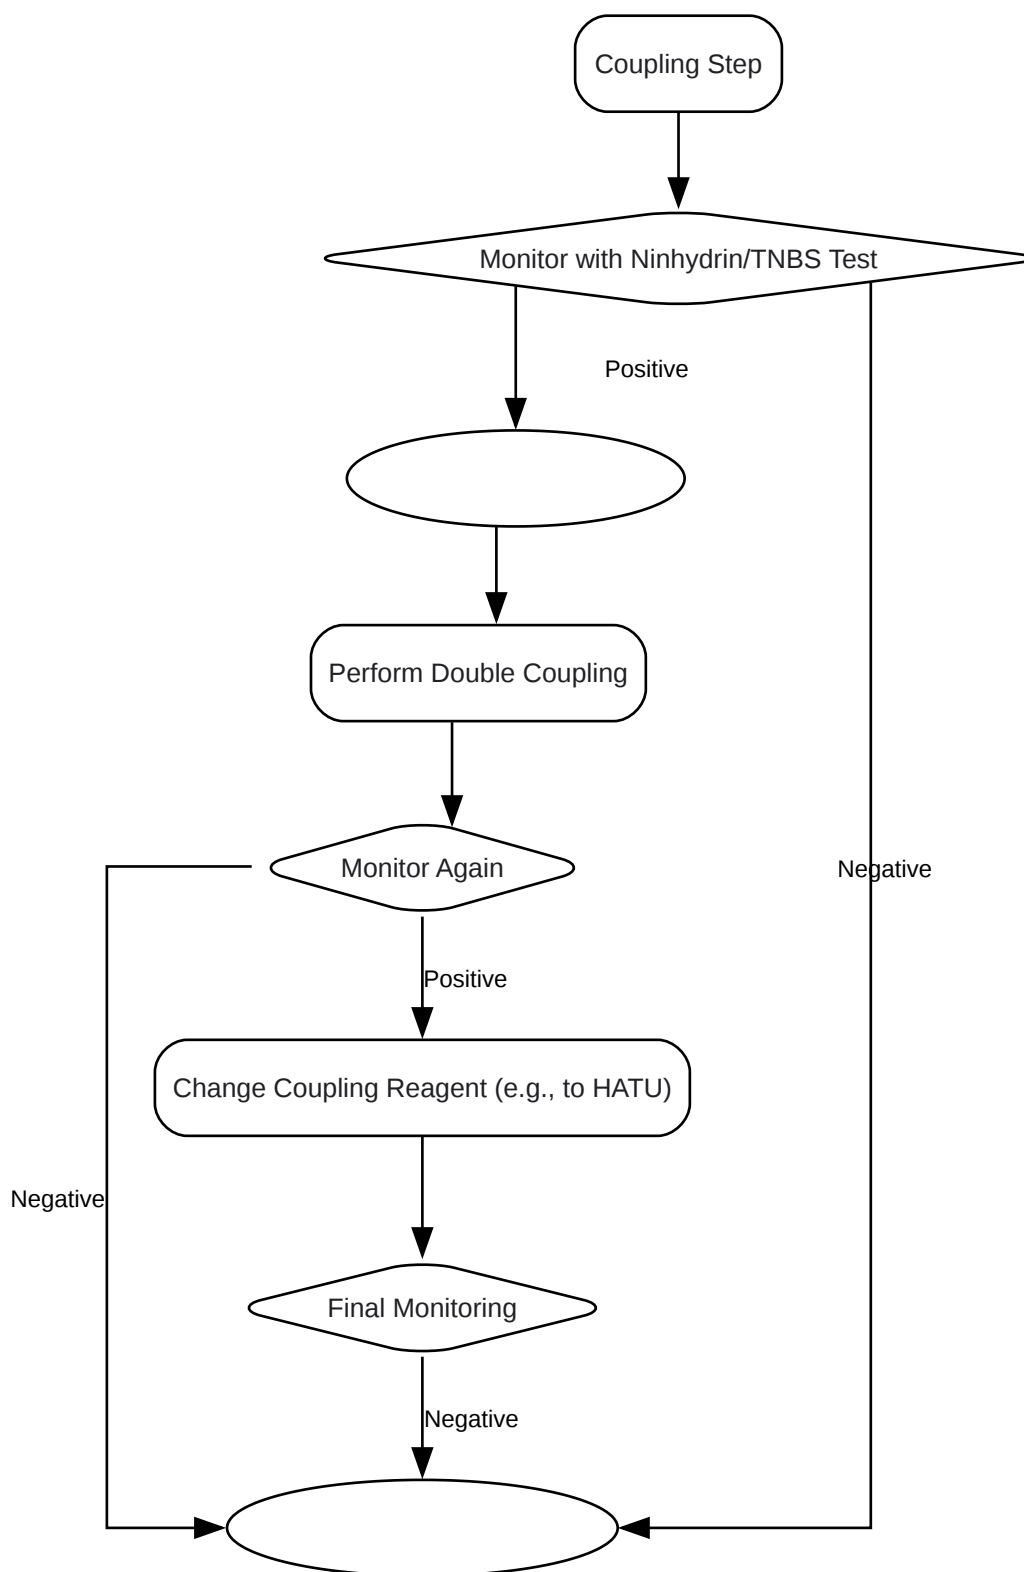 Coupling Step
Monitor with Ninhydrin/TNBS Test
Positive
Perform Double Coupling
Monitor Again
Negative
Positive
Change Coupling Reagent (e.g., to HATU)
Negative
Final Monitoring
Negative